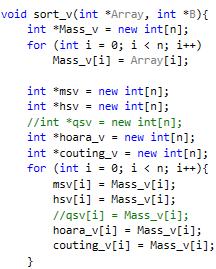 void sort_v(int *Array, int *B){
    int *Mass_v = new int[n];
    for (int i = 0; i < n; i++)
        Mass_v[i] = Array[i];

    int *msv = new int[n];
    int *hsv = new int[n];
    //int *qsv = new int[n];
    int *hoara_v = new int[n];
    int *couting_v = new int[n];
    for (int i = 0; i < n; i++){
        msv[i] = Mass_v[i];
        hsv[i] = Mass_v[i];
        //qsv[i] = Mass_v[i];
        hoara_v[i] = Mass_v[i];
        couting_v[i] = Mass_v[i];
    }